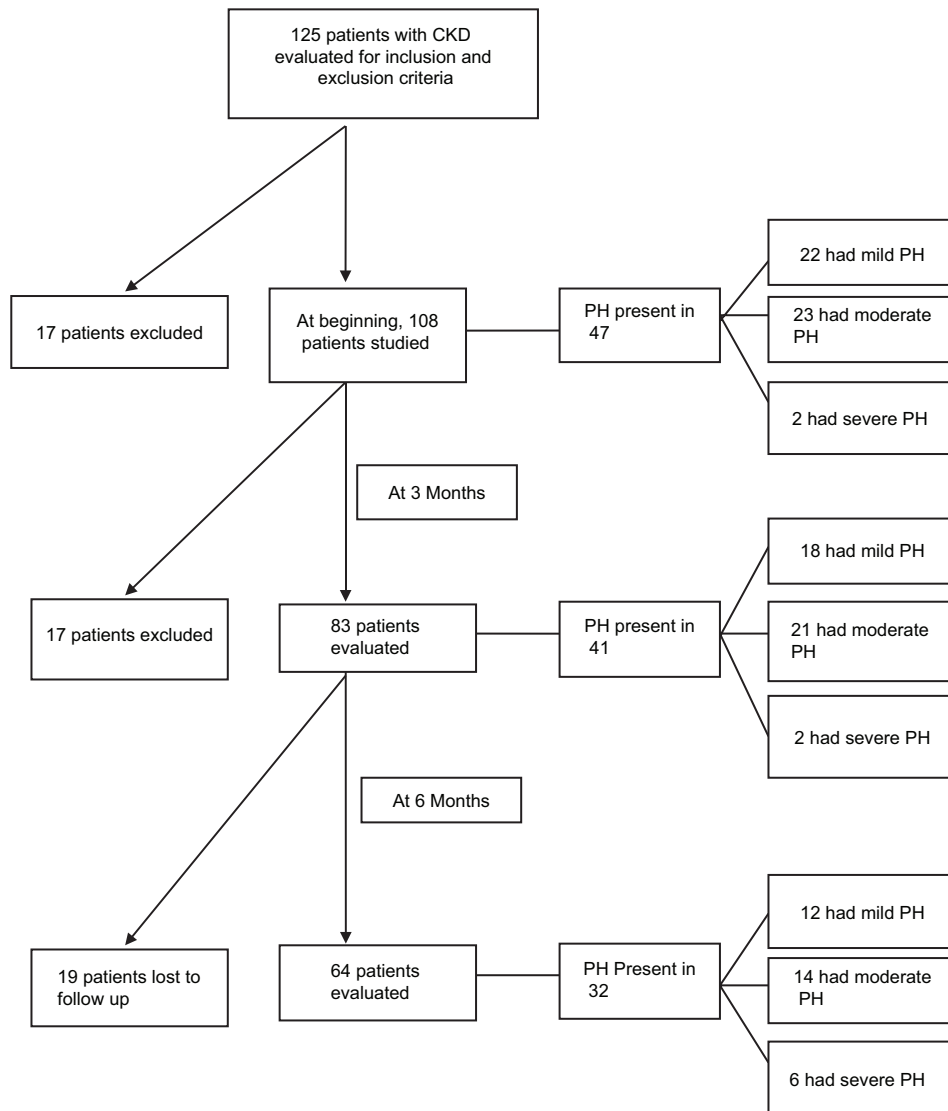 125 patients with CKD
evaluated for inclusion and
exclusion criteria
17 patients excluded
At beginning, 108
patients studied
PH present in
47
22 had mild PH
23 had moderate
PH
2 had severe PH
At 3 Months
17 patients excluded
83 patients
evaluated
PH present in
41
18 had mild PH
21 had moderate
PH
2 had severe PH
At 6 Months
19 patients lost to
follow up
64 patients
evaluated
PH Present in
32
12 had mild PH
14 had moderate
PH
6 had severe PH